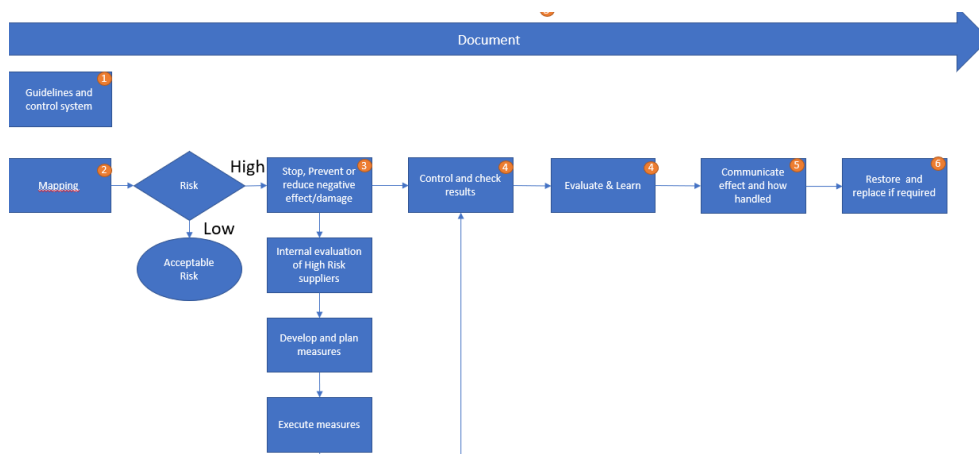 Document
1
Guidelines and
control system
2
Mapping
Risk
High
Low
Acceptable
Risk
3
Stop, Prevent or
reduce negative
effect/damage
Internal evaluation
of High Risk
suppliers
Develop and plan
measures
Execute measures
4
Control and check
results
4
Evaluate & Learn
5
Communicate
effect and how
handled
6
Restore and
replace if required